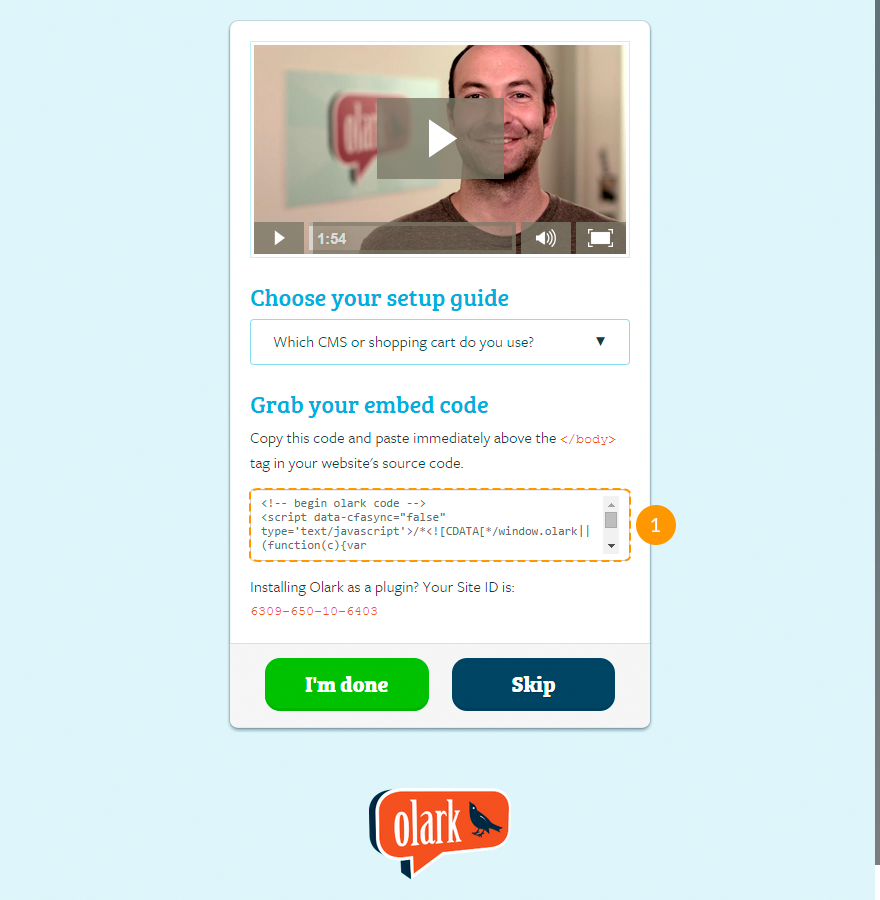 olark
1:54
Choose your setup guide
Which CMS or shopping cart do you use?
Grab your embed code
Copy this code and paste immediately above the </body>
tag in your website's source code.
<!-- begin olark code -->
<script data-cfasync="false"
type='text/javascript'>/*<![CDATA[*/window.olark||
(function(c){var
1
Installing Olark as a plugin? Your Site ID is:
6309-650-10-6403
I'm done
Skip
olark